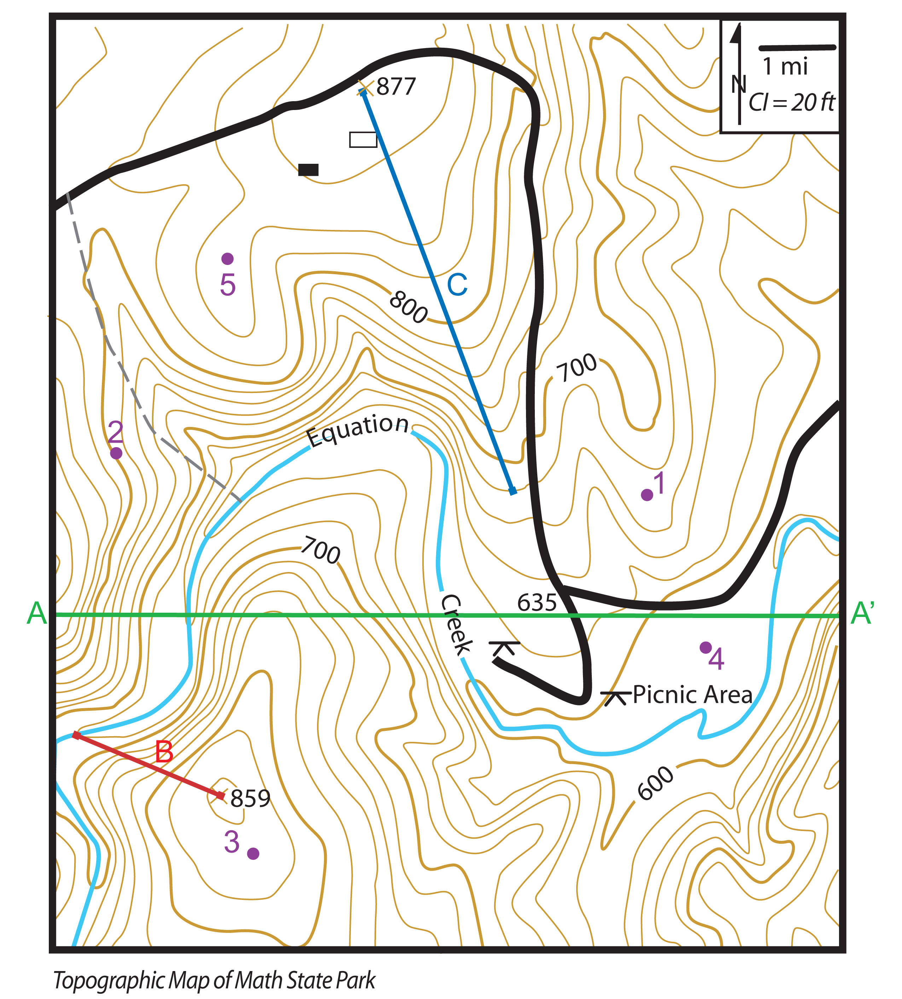 877
1 mi
N
CI = 20 ft
5
C
800
700
2
Equation
1
700
A
635
A’
Creek
4
Picnic Area
B
600
859
3
Topographic Map of Math State Park